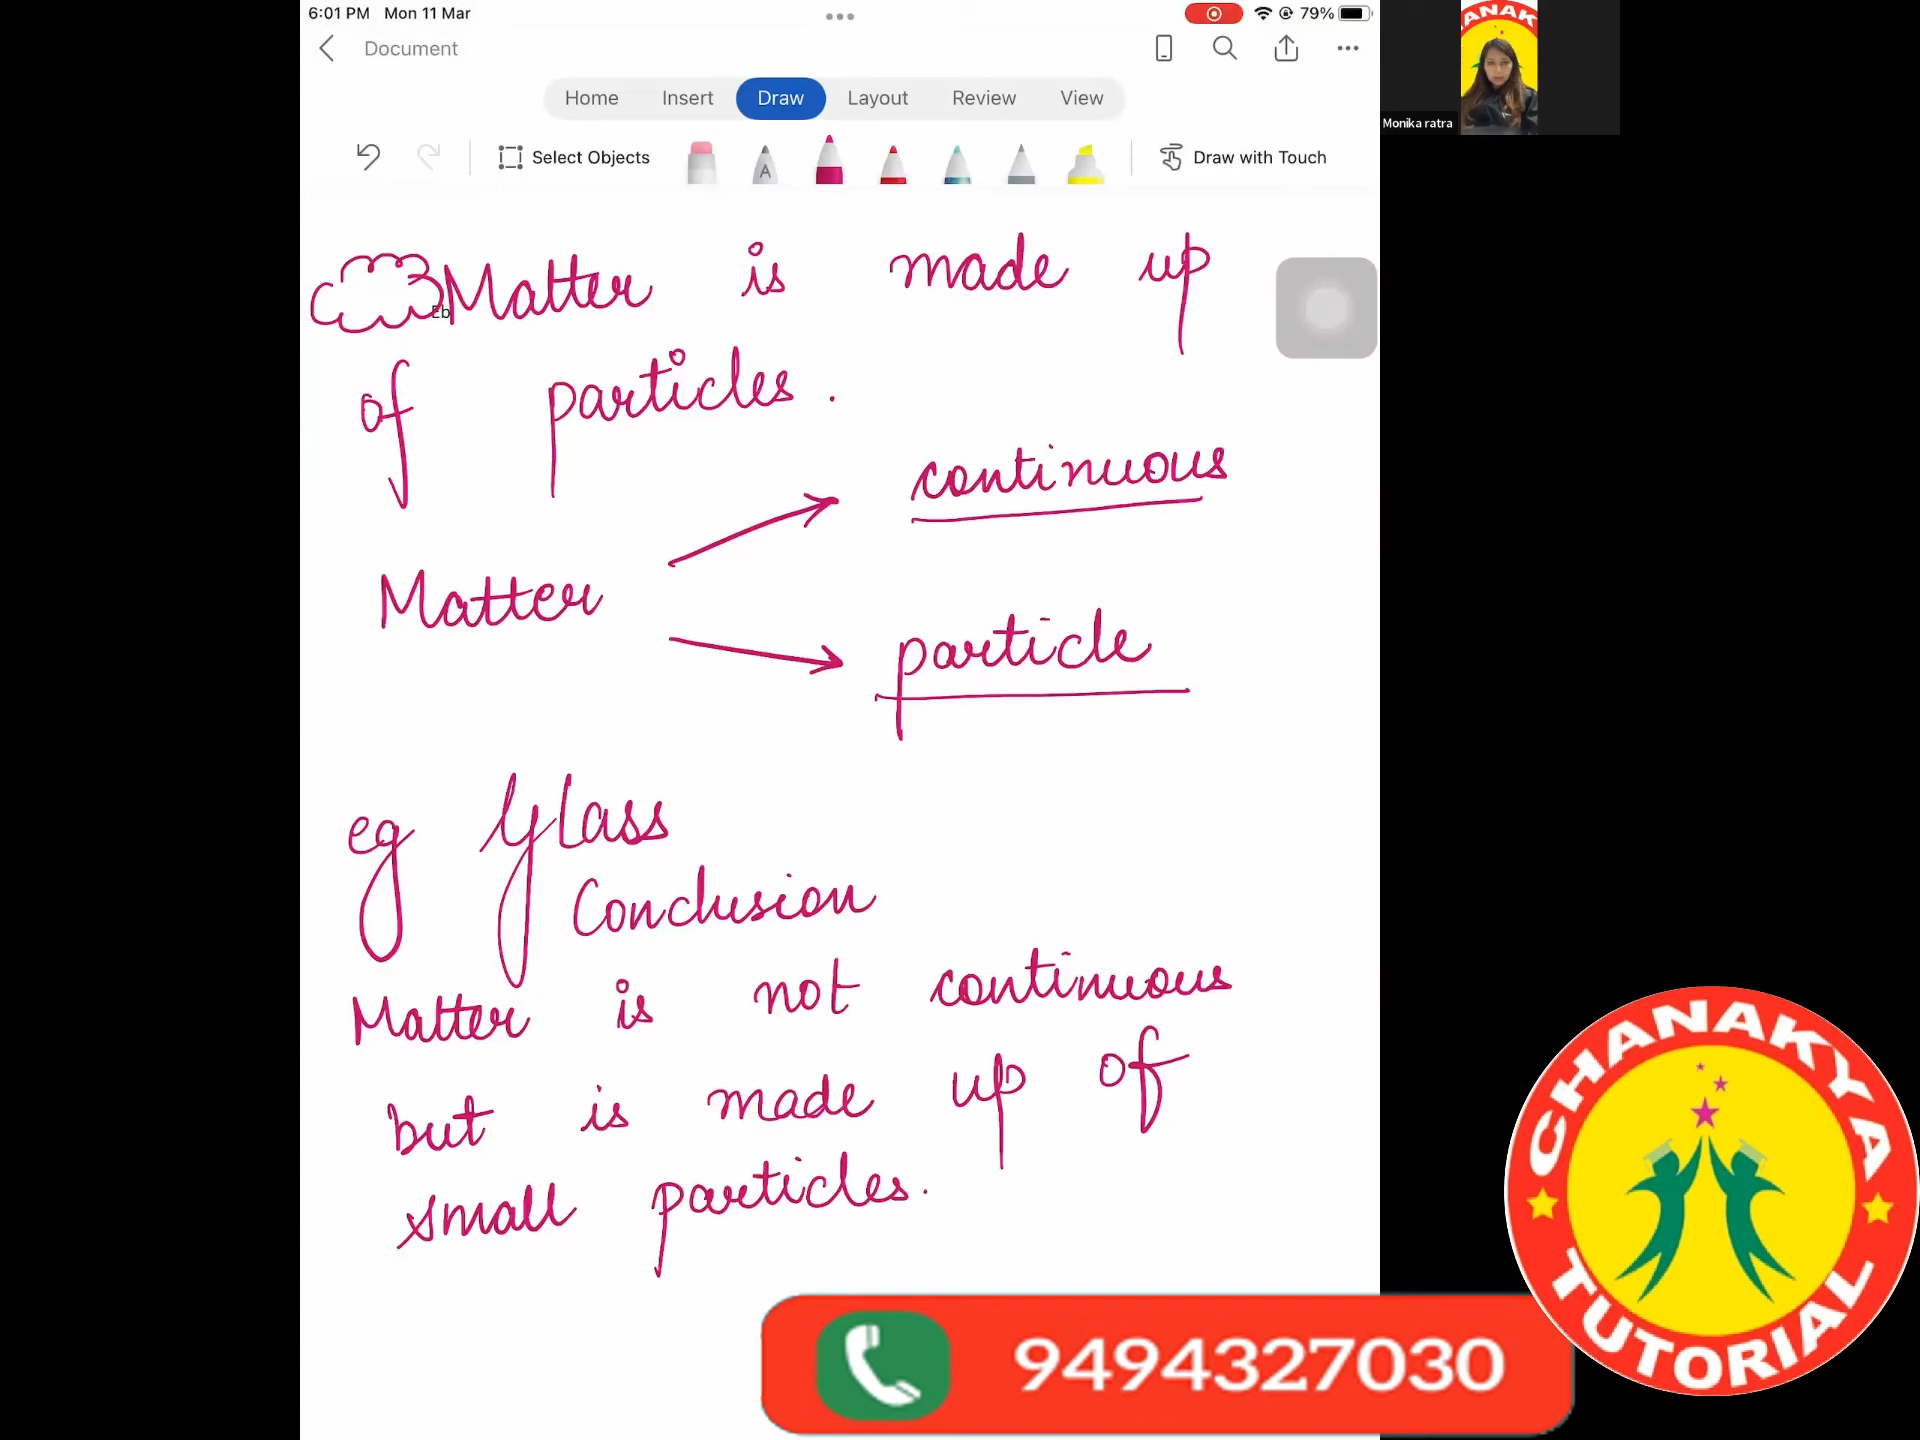 6:01 PM Mon 11 Mar
79%
Document
Home Insert Draw Layout Review View
Select Objects
A
Draw with Touch
Monika ratra
ANAK
Eb
Matter is made up
of particles.
continuous
Matter
particle
eg Glass
Conclusion
Matter is not continuous
but is made up of
small particles.
CHANAKYA
TUTORIAL
9494327030